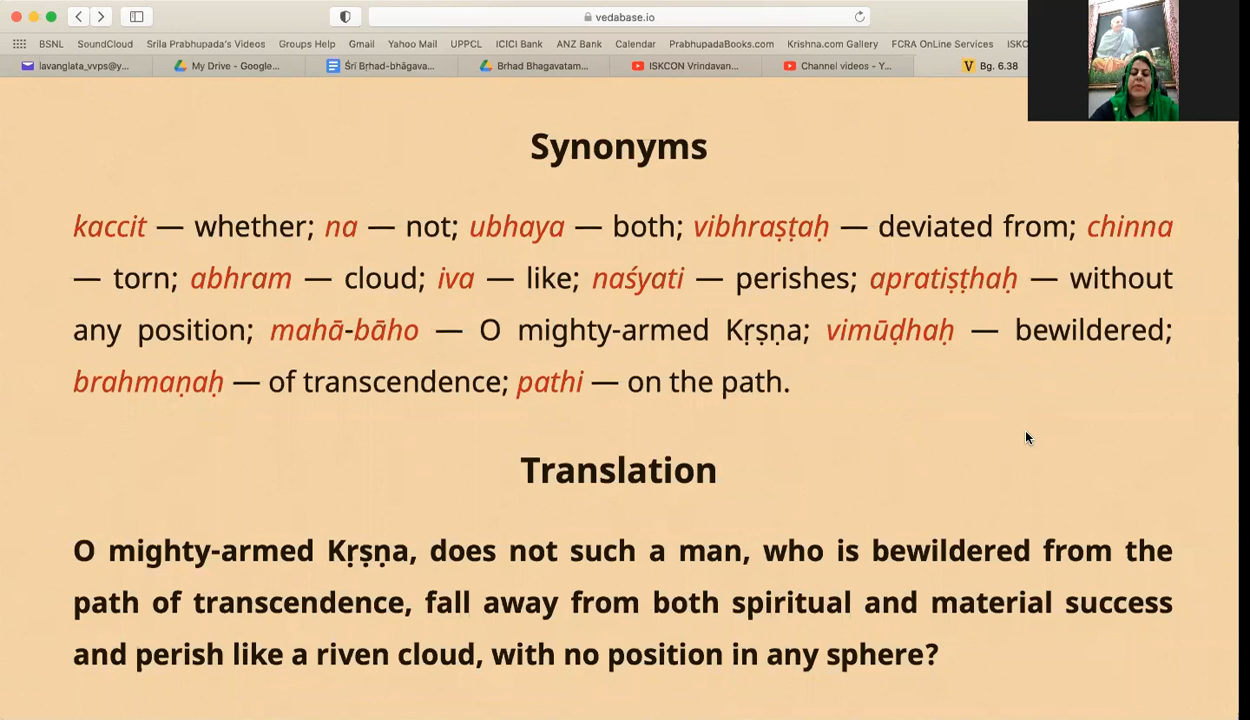 vedabase.io
BSNL SoundCloud Srila Prabhupada's Videos Groups Help Gmail Yahoo Mail UPPCL ICICI Bank ANZ Bank Calendar PrabhupadaBooks.com Krishna.com Gallery FCRA OnLine Services ISKC
lavanglata_vvps@y... My Drive - Google... Śrī Bṛhad-bhāgava... Brhad Bhagavatam... ISKCON Vrindavan... Channel videos - Y... Bg. 6.38
Synonyms
kaccit — whether; na — not; ubhaya — both; vibhraṣṭaḥ — deviated from; chinna
— torn; abhram — cloud; iva — like; naśyati — perishes; apratiṣṭhaḥ — without
any position; mahā-bāho — O mighty-armed Kṛṣṇa; vimūḍhaḥ — bewildered;
brahmaṇaḥ — of transcendence; pathi — on the path.
Translation
O mighty-armed Kṛṣṇa, does not such a man, who is bewildered from the
path of transcendence, fall away from both spiritual and material success
and perish like a riven cloud, with no position in any sphere?